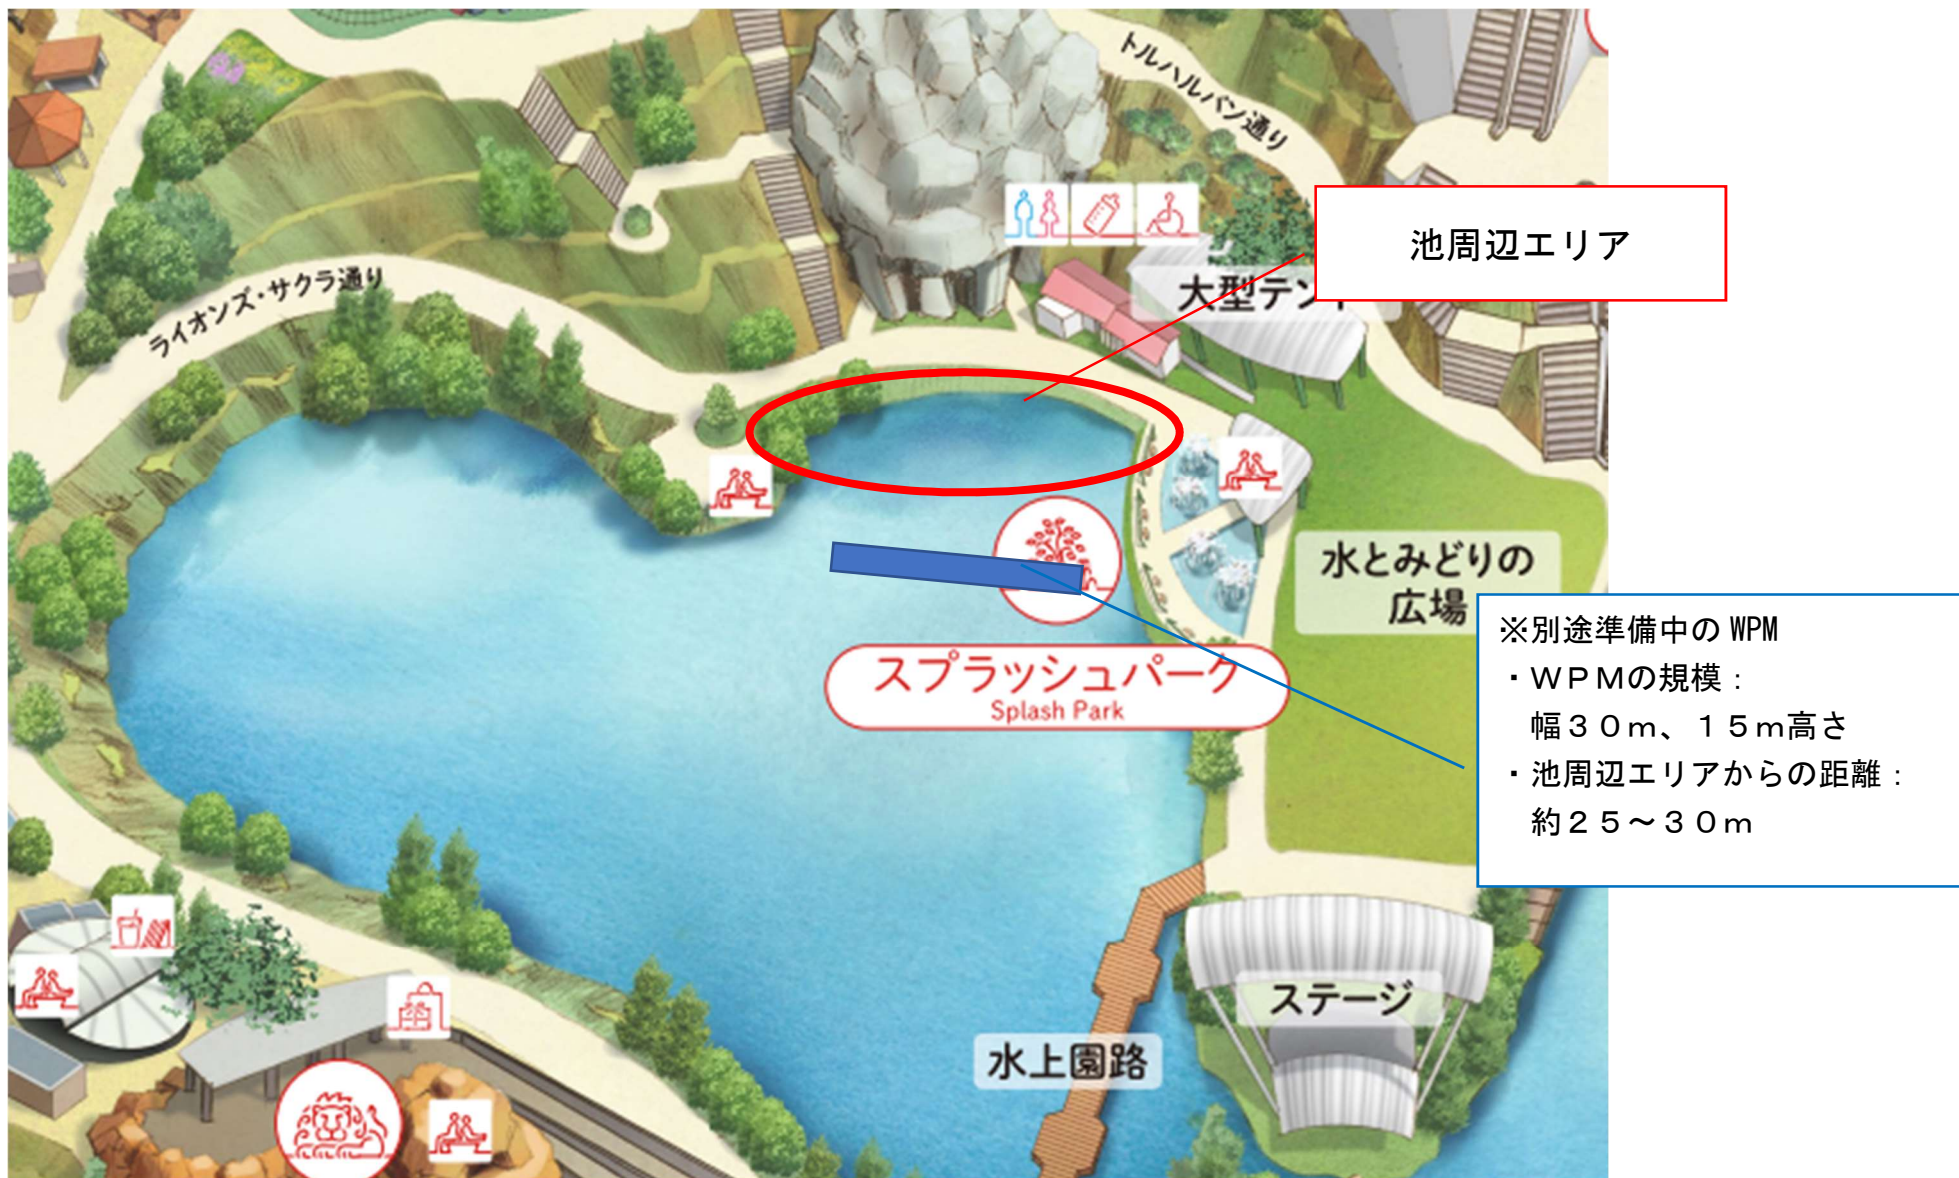 トルハルバン通り
池周辺エリア
大型テント
ライオンズ・サクラ通り
水とみどりの
広場
※別途準備中の WPM
・ＷＰＭの規模：
幅３０ｍ、１５ｍ高さ
・池周辺エリアからの距離：
約２５～３０ｍ
スプラッシュパーク
Splash Park
ステージ
水上園路